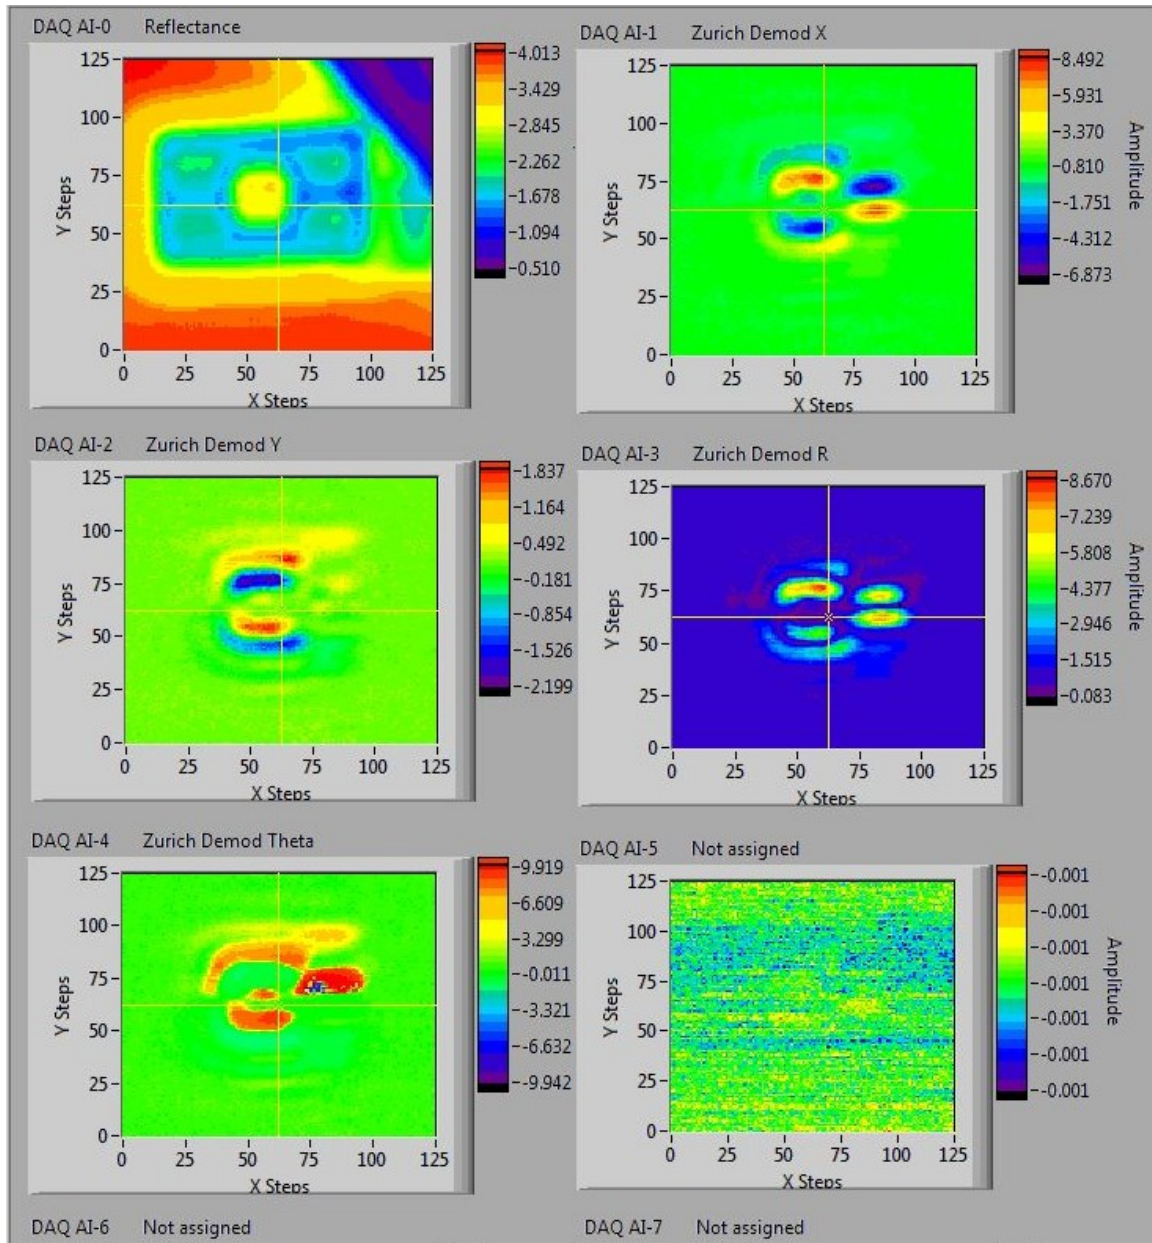 DAQ AI-0 Reflectance
125
100
75
50
25
0
Y Steps
0 25 50 75 100 125
X Steps
4.013
3.429
2.845
2.262
1.678
1.094
0.510
DAQ AI-1 Zurich Demod X
125
100
75
50
25
0
Y Steps
0 25 50 75 100 125
X Steps
8.492
5.931
3.370
0.810
-1.751
-4.312
-6.873
Amplitude
DAQ AI-2 Zurich Demod Y
125
100
75
50
25
0
Y Steps
0 25 50 75 100 125
X Steps
1.837
1.164
0.492
-0.181
-0.854
-1.526
-2.199
DAQ AI-3 Zurich Demod R
125
100
75
50
25
0
Y Steps
0 25 50 75 100 125
X Steps
8.670
7.239
5.808
4.377
2.946
1.515
0.083
Amplitude
DAQ AI-4 Zurich Demod Theta
125
100
75
50
25
0
Y Steps
0 25 50 75 100 125
X Steps
9.919
6.609
3.299
-0.011
-3.321
-6.632
-9.942
DAQ AI-5 Not assigned
125
100
75
50
25
0
Y Steps
0 25 50 75 100 125
X Steps
-0.001
-0.001
-0.001
-0.001
-0.001
-0.001
-0.001
Amplitude
DAQ AI-6 Not assigned
DAQ AI-7 Not assigned